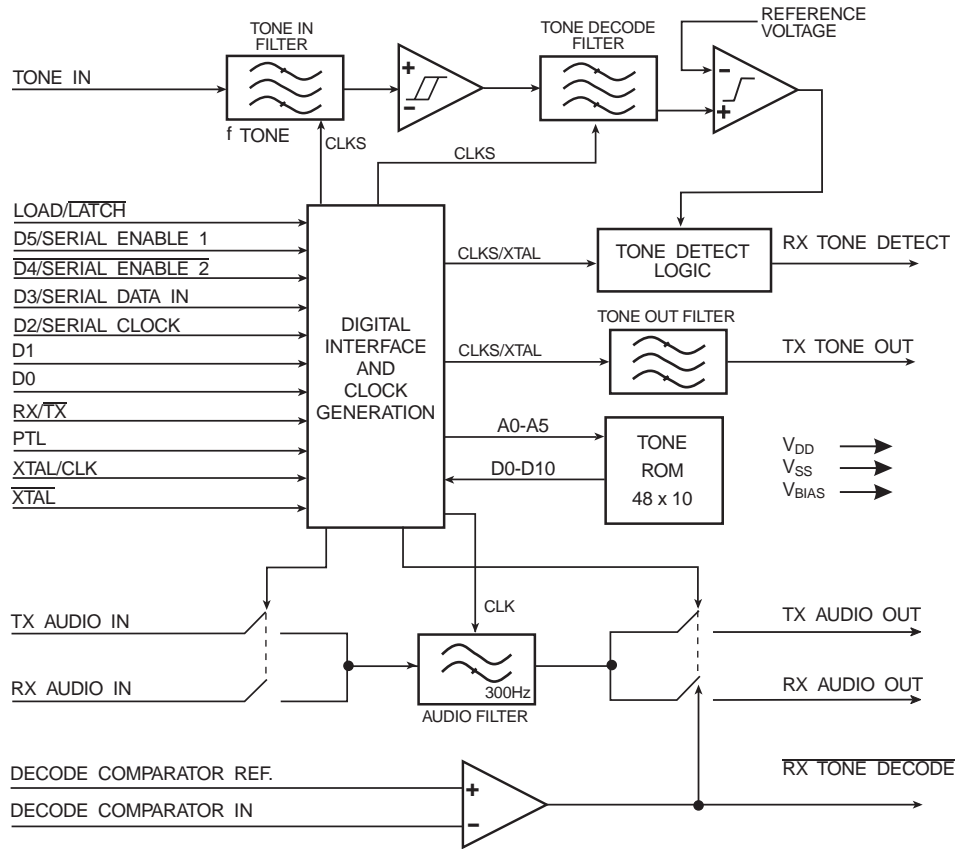 TONE IN
FILTER
TONE DECODE
FILTER
REFERENCE
VOLTAGE
TONE IN
+
−
−
+
f TONE
CLKS
CLKS
LOAD/LATCH
D5/SERIAL ENABLE 1
D4/SERIAL ENABLE 2
D3/SERIAL DATA IN
D2/SERIAL CLOCK
D1
D0
RX/TX
PTL
XTAL/CLK
XTAL
DIGITAL
INTERFACE
AND
CLOCK
GENERATION
CLKS/XTAL
TONE DETECT
LOGIC
RX TONE DETECT
TONE OUT FILTER
CLKS/XTAL
TX TONE OUT
A0-A5
D0-D10
TONE
ROM
48 x 10
VDD
VSS
VBIAS
TX AUDIO IN
CLK
TX AUDIO OUT
RX AUDIO IN
300Hz
AUDIO FILTER
RX AUDIO OUT
DECODE COMPARATOR REF.
+
RX TONE DECODE
DECODE COMPARATOR IN
−